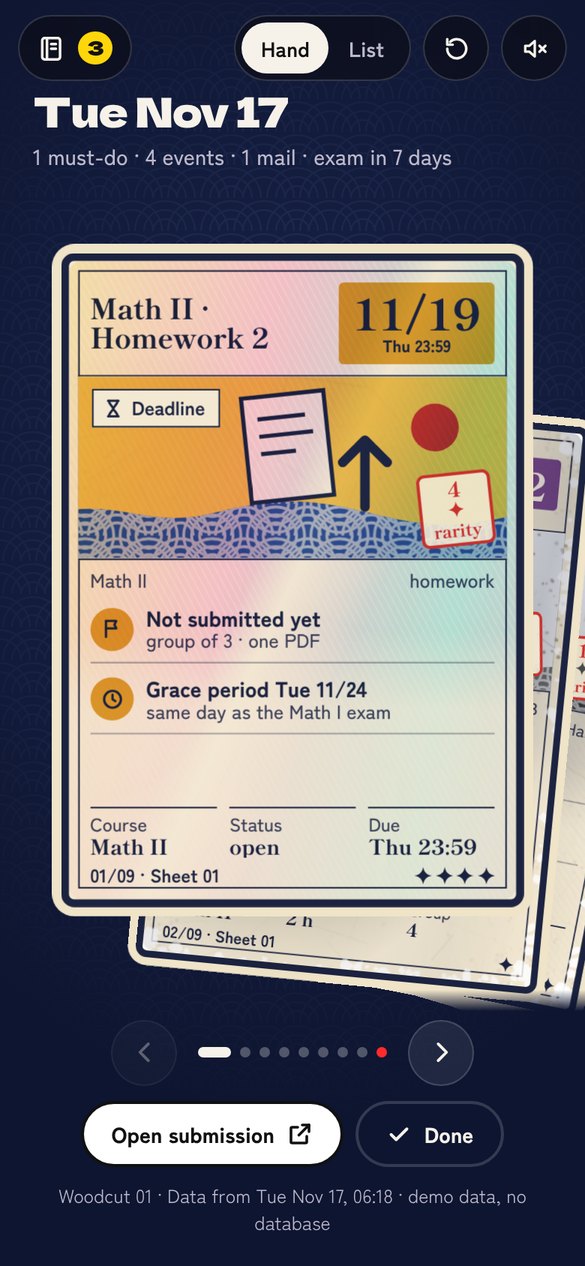 3
Hand List
Tue Nov 17
1 must-do · 4 events · 1 mail · exam in 7 days
Math II ·
Homework 2
11/19
Thu 23:59
Deadline
4
rarity
2
Math II homework
Not submitted yet
group of 3 · one PDF
Grace period Tue 11/24
same day as the Math I exam
Course Status Due
Math II open Thu 23:59
01/09 · Sheet 01
2 h
4
02/09 · Sheet 01
Open submission
Done
Woodcut 01 · Data from Tue Nov 17, 06:18 · demo data, no
database